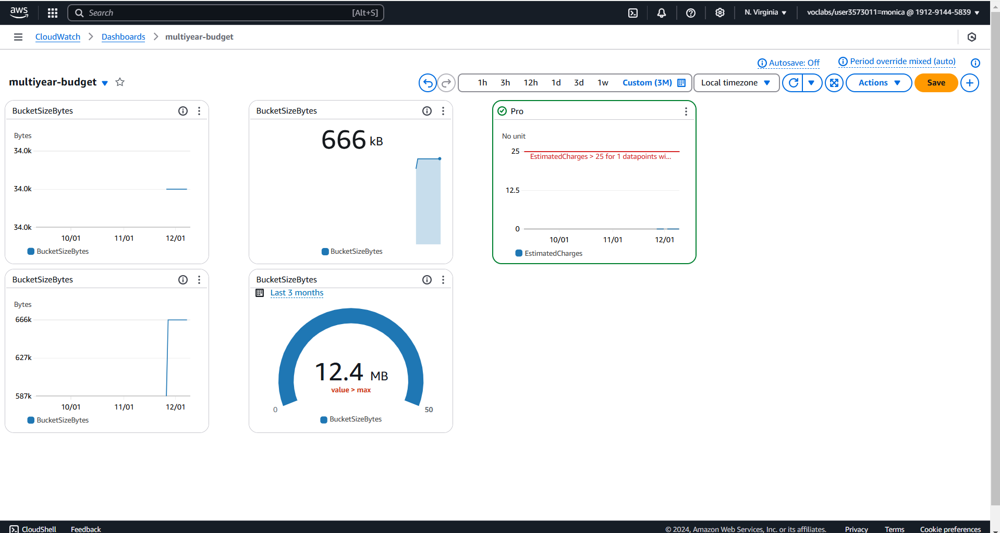 aws
Search [Alt+S]
N. Virginia
voclabs/user3573011=monica @ 1912-9144-5839
CloudWatch
Dashboards
multiyear-budget
Autosave: Off
Period override mixed (auto)
multiyear-budget
1h 3h 12h 1d 3d 1w Custom (3M)
Local timezone
Actions
Save
BucketSizeBytes
Bytes
34.0k
34.0k
34.0k
10/01 11/01 12/01
BucketSizeBytes
BucketSizeBytes
666 kB
BucketSizeBytes
Pro
No unit
25
EstimatedCharges > 25 for 1 datapoints wi...
12.5
0
10/01 11/01 12/01
EstimatedCharges
BucketSizeBytes
Bytes
666k
627k
587k
10/01 11/01 12/01
BucketSizeBytes
BucketSizeBytes
Last 3 months
12.4 MB
value > max
0 50
BucketSizeBytes
CloudShell
Feedback
© 2024, Amazon Web Services, Inc. or its affiliates.
Privacy
Terms
Cookie preferences